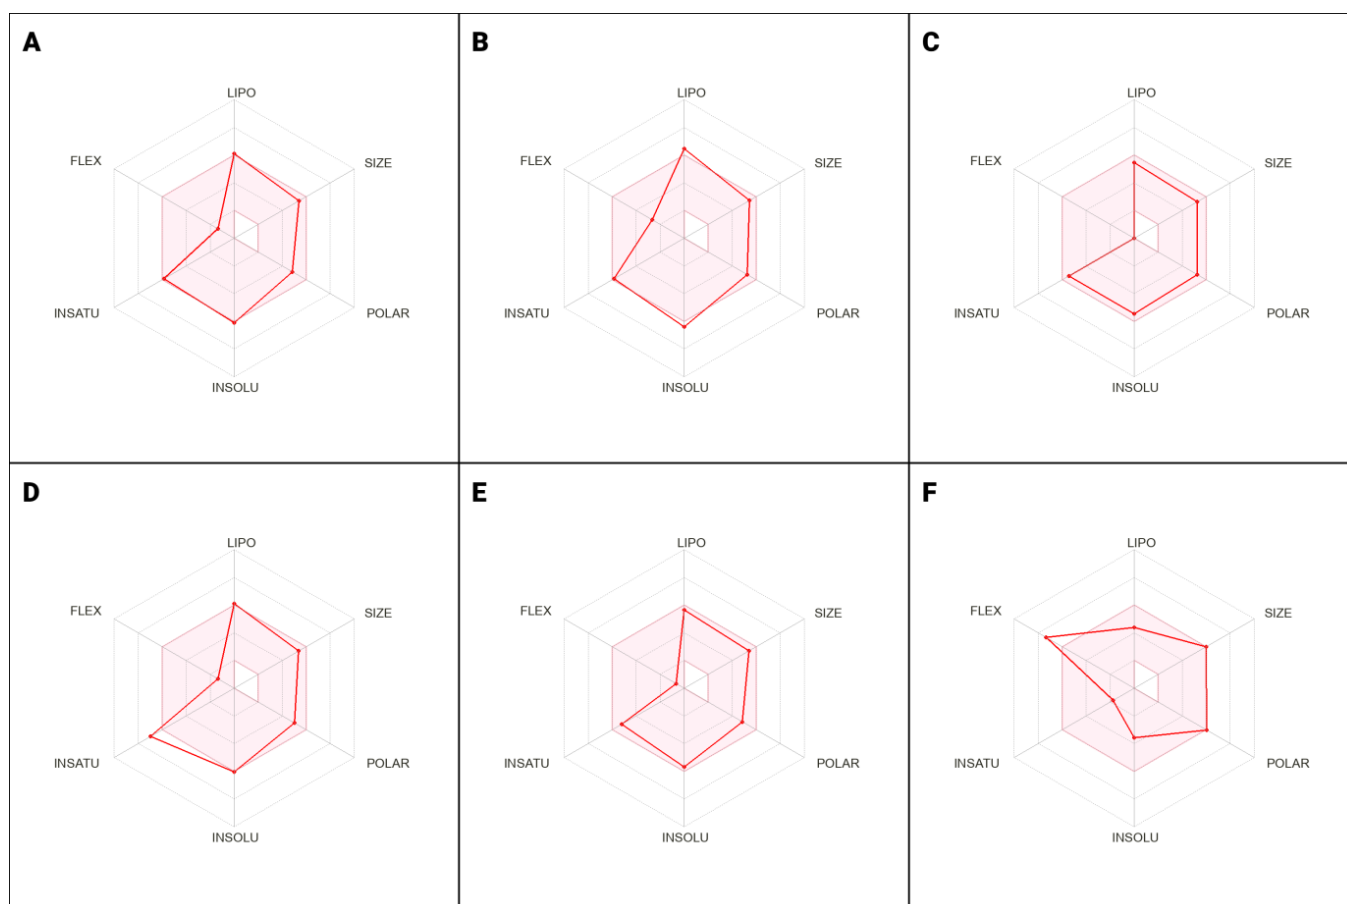 A
LIPO
FLEX
SIZE
INSATU
POLAR
INSOLU
B
LIPO
FLEX
SIZE
INSATU
POLAR
INSOLU
C
LIPO
FLEX
SIZE
INSATU
POLAR
INSOLU
D
LIPO
FLEX
SIZE
INSATU
POLAR
INSOLU
E
LIPO
FLEX
SIZE
INSATU
POLAR
INSOLU
F
LIPO
FLEX
SIZE
INSATU
POLAR
INSOLU